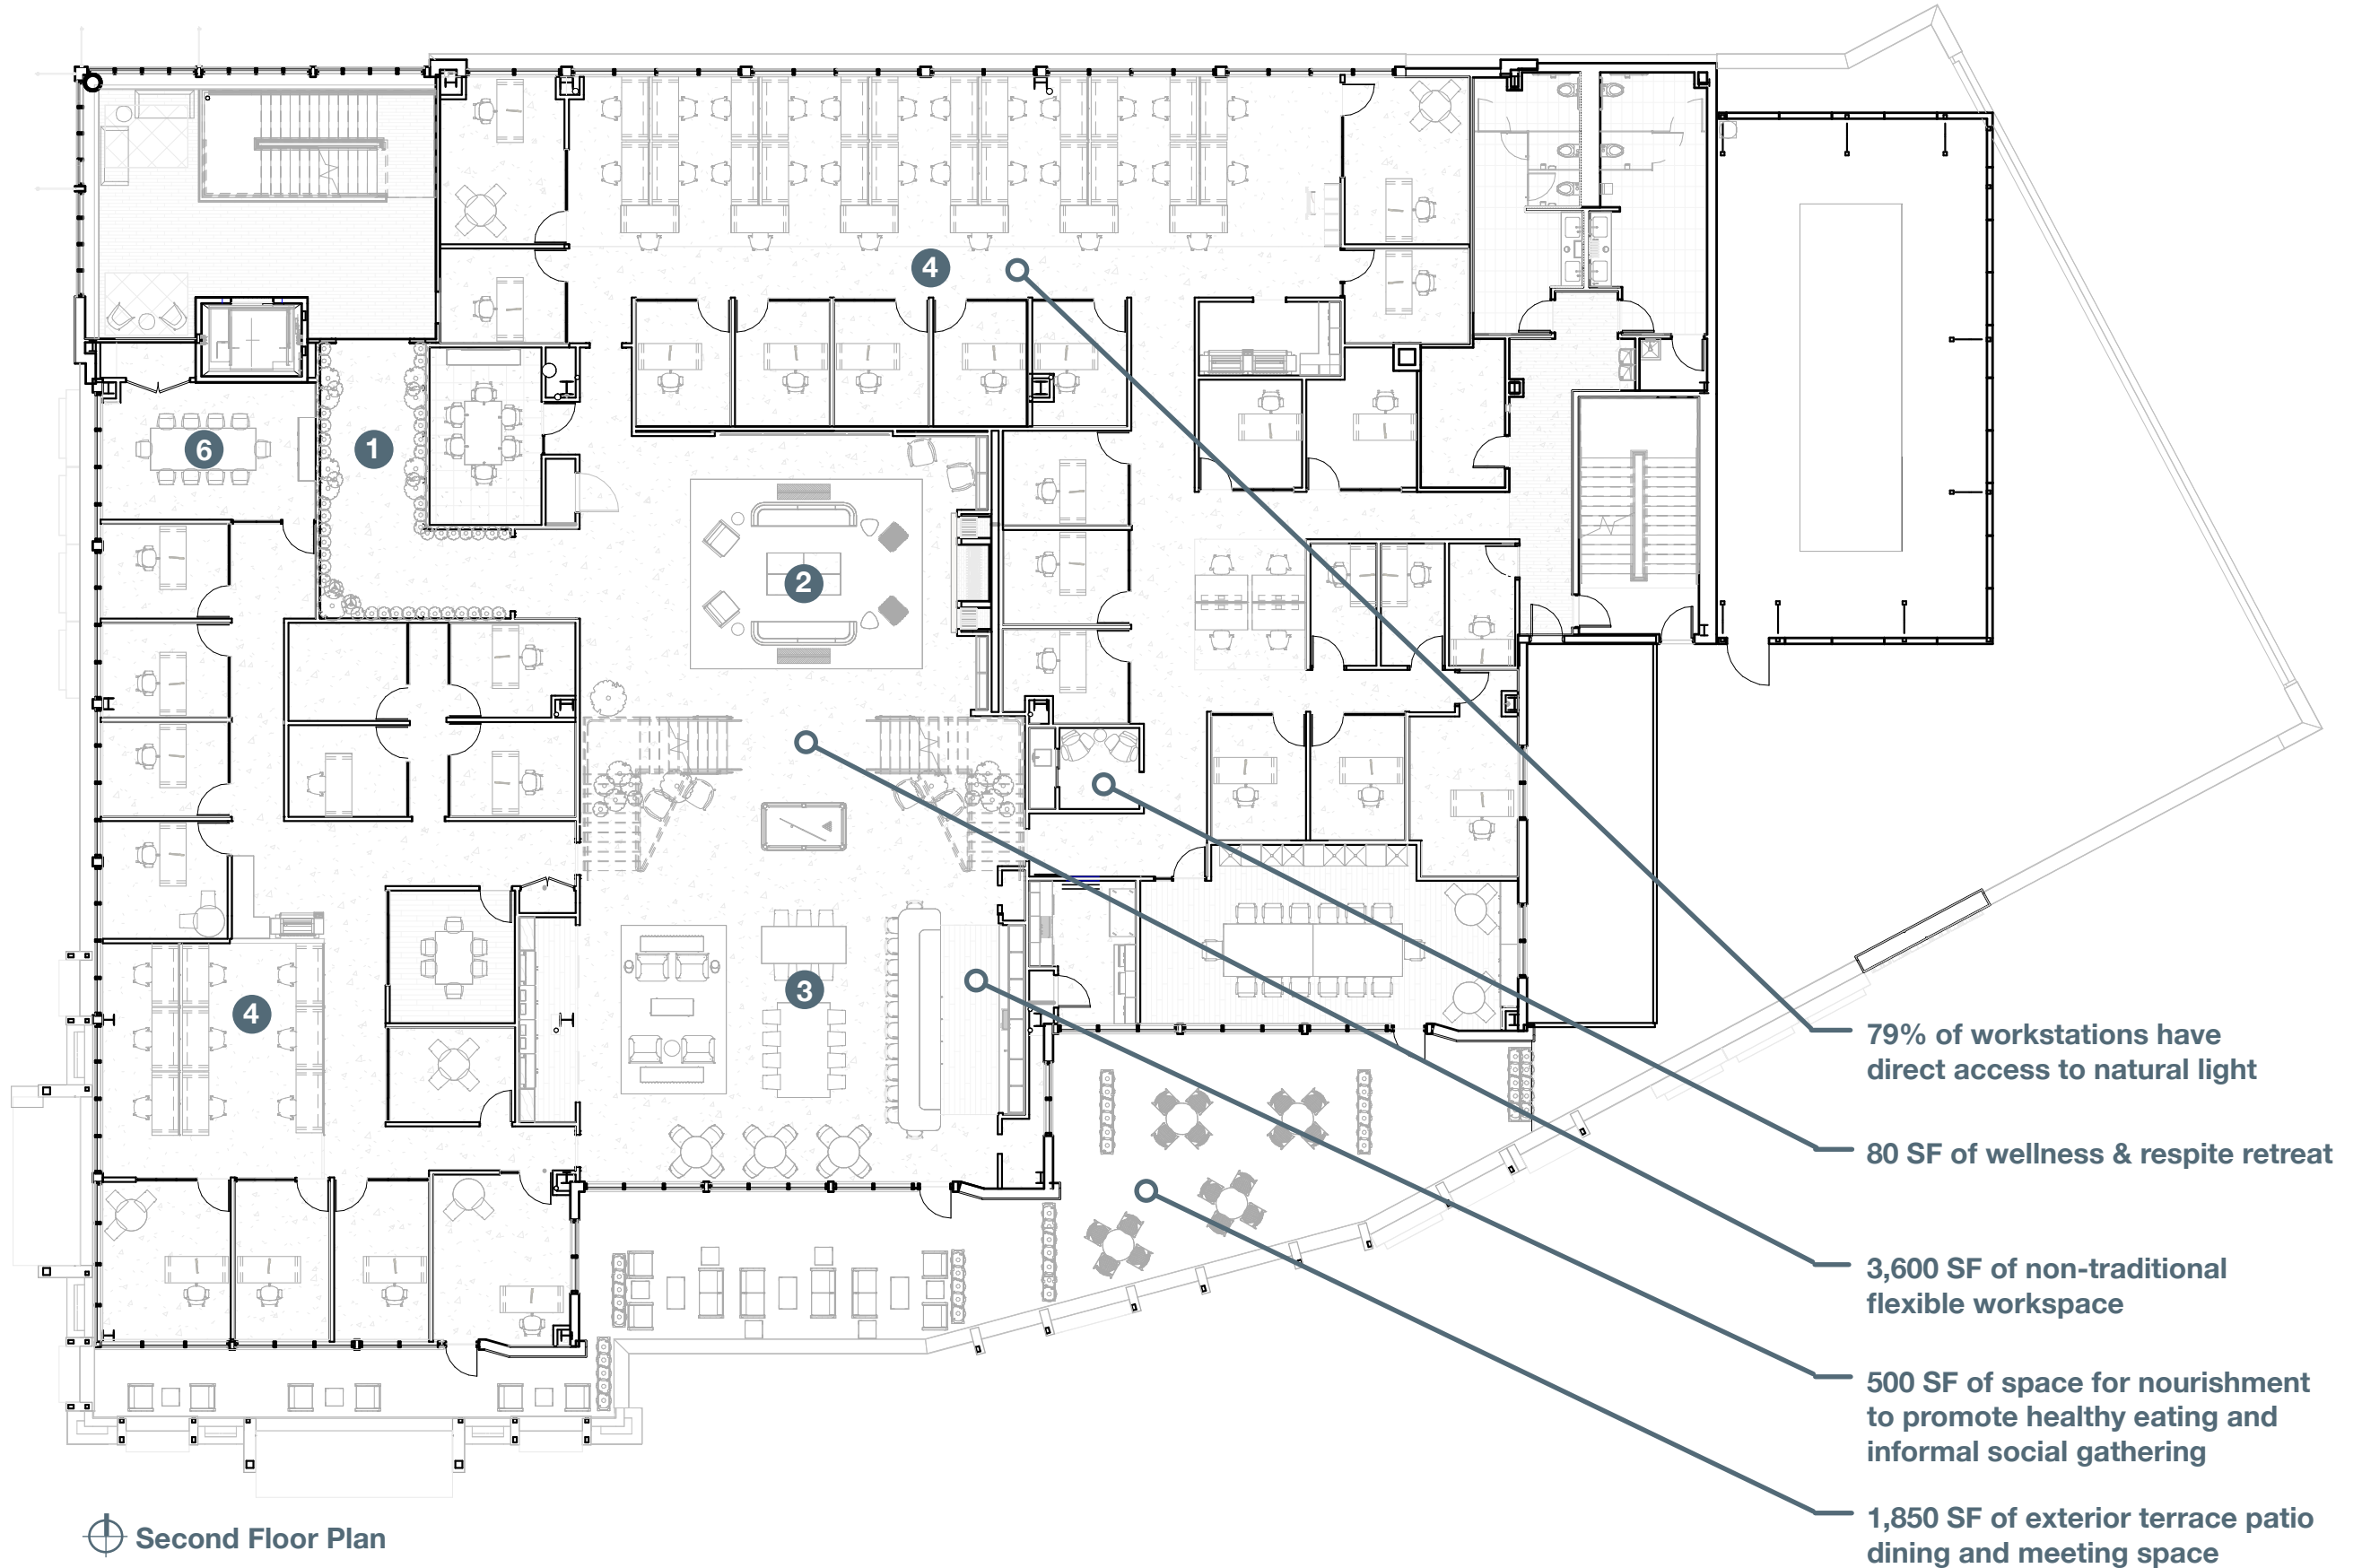 4
6
1
2
4
3
79% of workstations have
direct access to natural light
80 SF of wellness & respite retreat
3,600 SF of non-traditional
flexible workspace
500 SF of space for nourishment
to promote healthy eating and
informal social gathering
1,850 SF of exterior terrace patio
dining and meeting space
Second Floor Plan